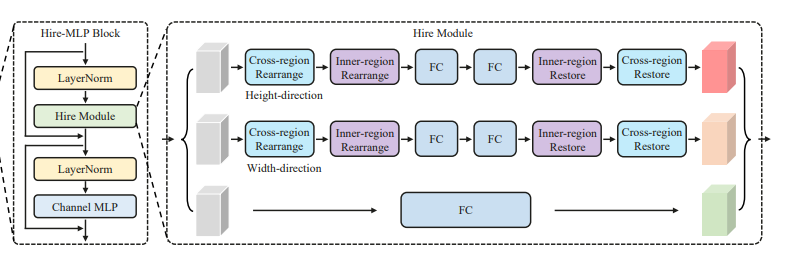 Hire-MLP Block
LayerNorm
Hire Module
LayerNorm
Channel MLP
Hire Module
Cross-region
Rearrange
Inner-region
Rearrange
FC
FC
Inner-region
Restore
Cross-region
Restore
Height-direction
Cross-region
Rearrange
Inner-region
Rearrange
FC
FC
Inner-region
Restore
Cross-region
Restore
Width-direction
FC